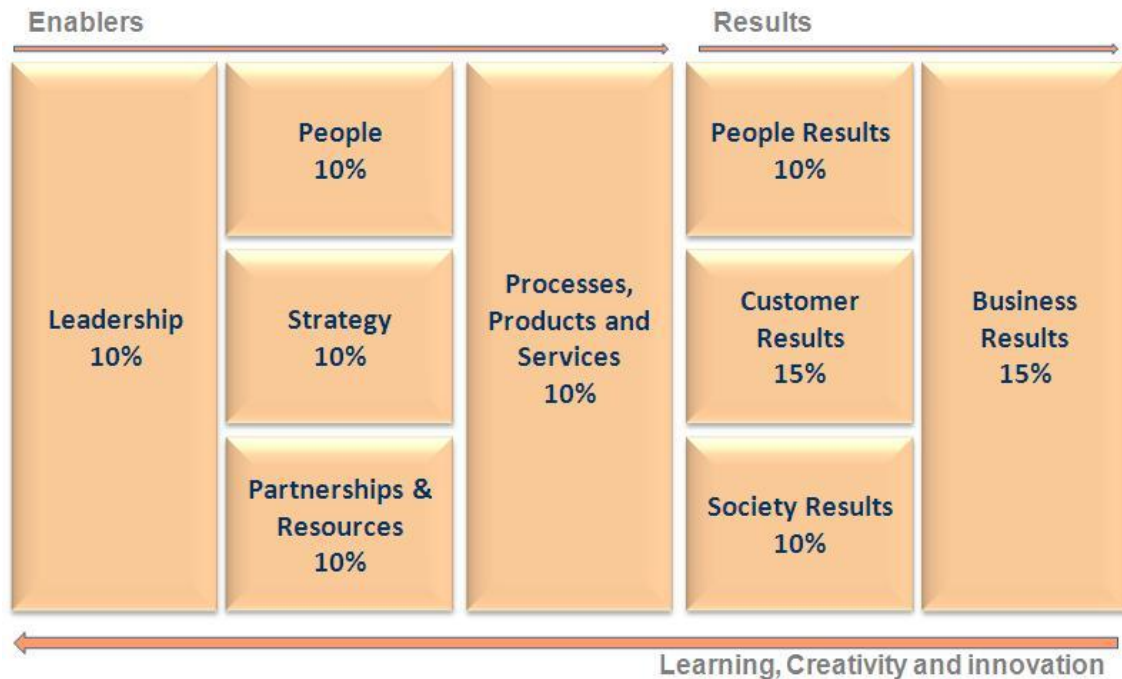 Enablers
Results
Leadership
10%
People
10%
Strategy
10%
Partnerships &
Resources
10%
Processes,
Products and
Services
10%
People Results
10%
Customer
Results
15%
Society Results
10%
Business
Results
15%
Learning, Creativity and innovation